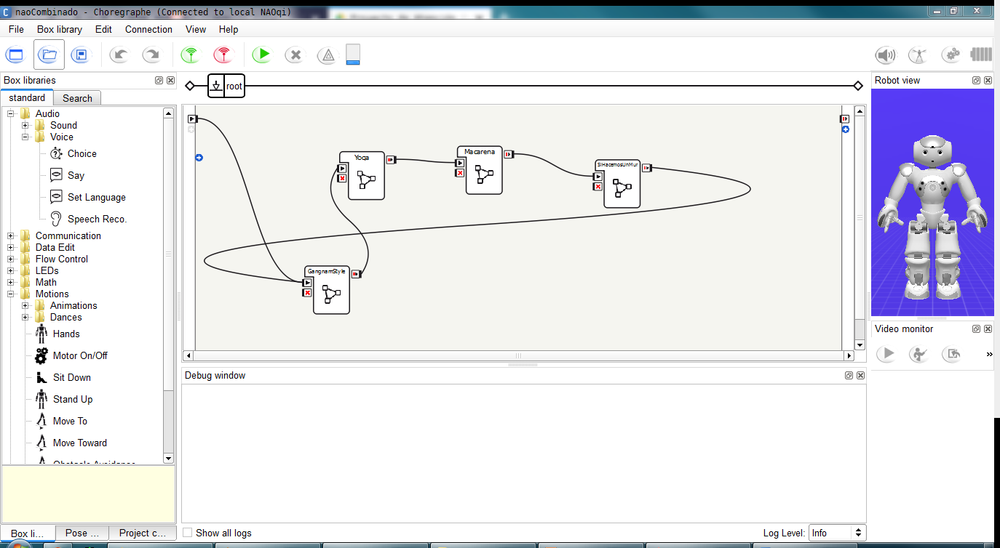 naoCombinado - Choregraphe (Connected to local NAOqi)
File Box library Edit Connection View Help
Box libraries
standard Search
Audio
Sound
Voice
Choice
Say
Set Language
Speech Reco.
Communication
Data Edit
Flow Control
LEDs
Math
Motions
Animations
Dances
Hands
Motor On/Off
Sit Down
Stand Up
Move To
Move Toward
Obstacle Avoidance
Box li... Pose ... Project c...
root
Yoga
Macarena
SiHacemosUnMur
GangnamStyle
Debug window
Show all logs
Log Level: Info
Robot view
Video monitor
»